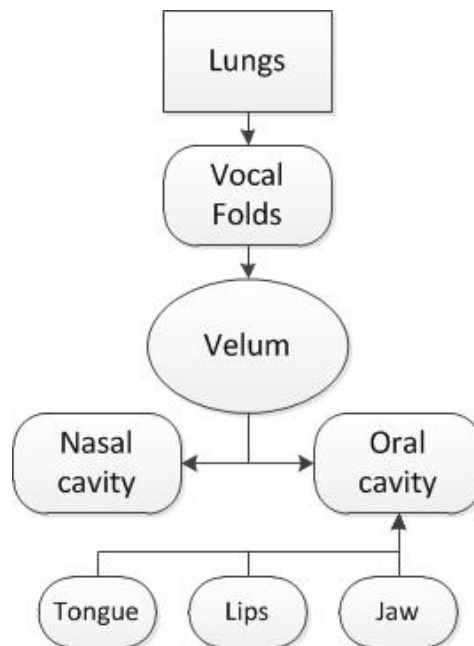 Lungs
Vocal
Folds
Velum
Nasal
cavity
Oral
cavity
Tongue
Lips
Jaw